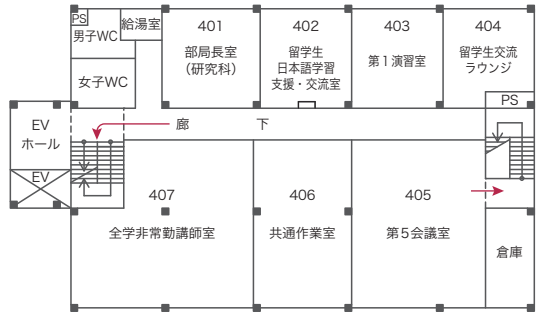 PS
男子WC
給湯室
401
部局長室
(研究科)
402
留学生
日本語学習
支援・交流室
403
第1演習室
404
留学生交流
ラウンジ
女子WC
PS
EV
ホール
廊下
EV
407
全学非常勤講師室
406
共通作業室
405
第5会議室
倉庫